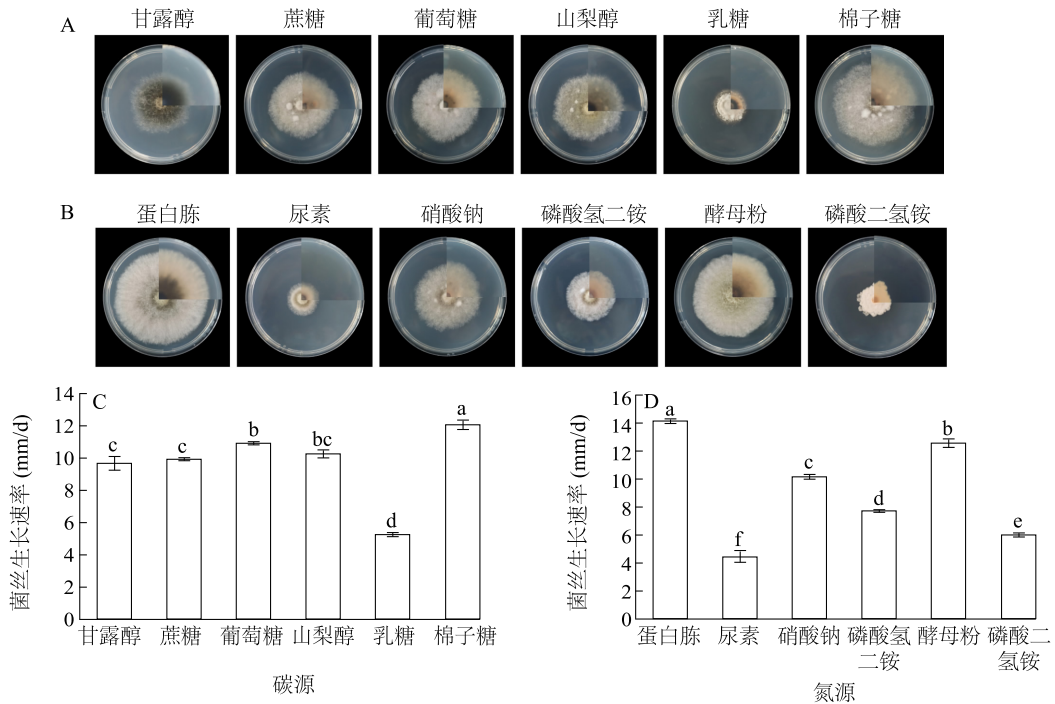 A
甘露醇 蔗糖 葡萄糖 山梨醇 乳糖 棉子糖
B
蛋白胨 尿素 硝酸钠 磷酸氢二铵 酵母粉 磷酸二氢铵
C
菌丝生长速率 (mm/d)
14
12
10
8
6
4
2
0
c c b bc d a
甘露醇 蔗糖 葡萄糖 山梨醇 乳糖 棉子糖
碳源
D
菌丝生长速率 (mm/d)
16
14
12
10
8
6
4
2
0
a f c d b e
蛋白胨 尿素 硝酸钠 磷酸氢 酵母粉 磷酸二
二铵 氢铵
氮源